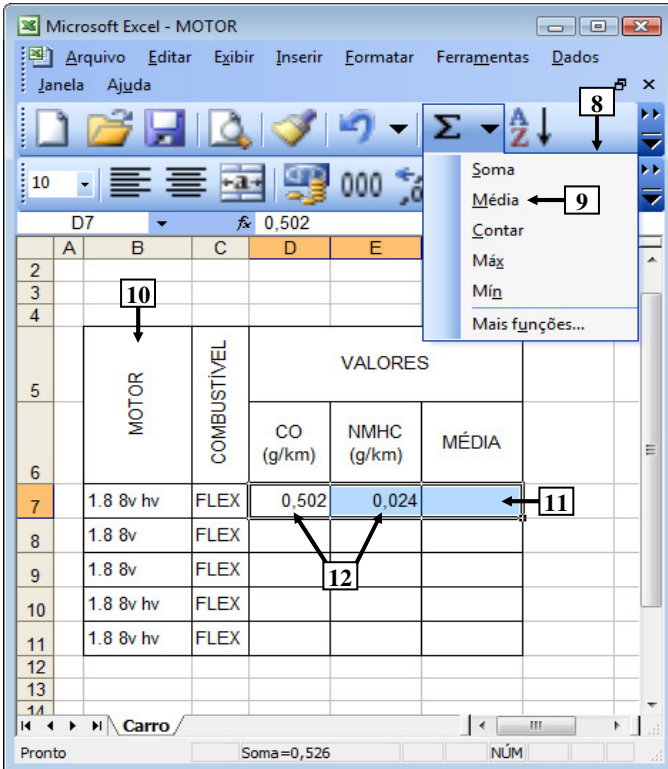 Microsoft Excel - MOTOR
Arquivo Editar Exibir Inserir Formatar Ferramentas Dados
Janela Ajuda
8
Σ
A
Z
10
000
Soma
Média
9
Contar
Máx
Mín
Mais funções...
D7
fx 0,502
A B C D E
2
3
4
10
5
MOTOR
COMBUSTÍVEL
VALORES
6
CO
(g/km)
NMHC
(g/km)
MÉDIA
7 1.8 8v hv FLEX 0,502 0,024
11
8 1.8 8v FLEX
9 1.8 8v FLEX
12
10 1.8 8v hv FLEX
11 1.8 8v hv FLEX
12
13
14
Carro
Pronto Soma=0,526 NÚM